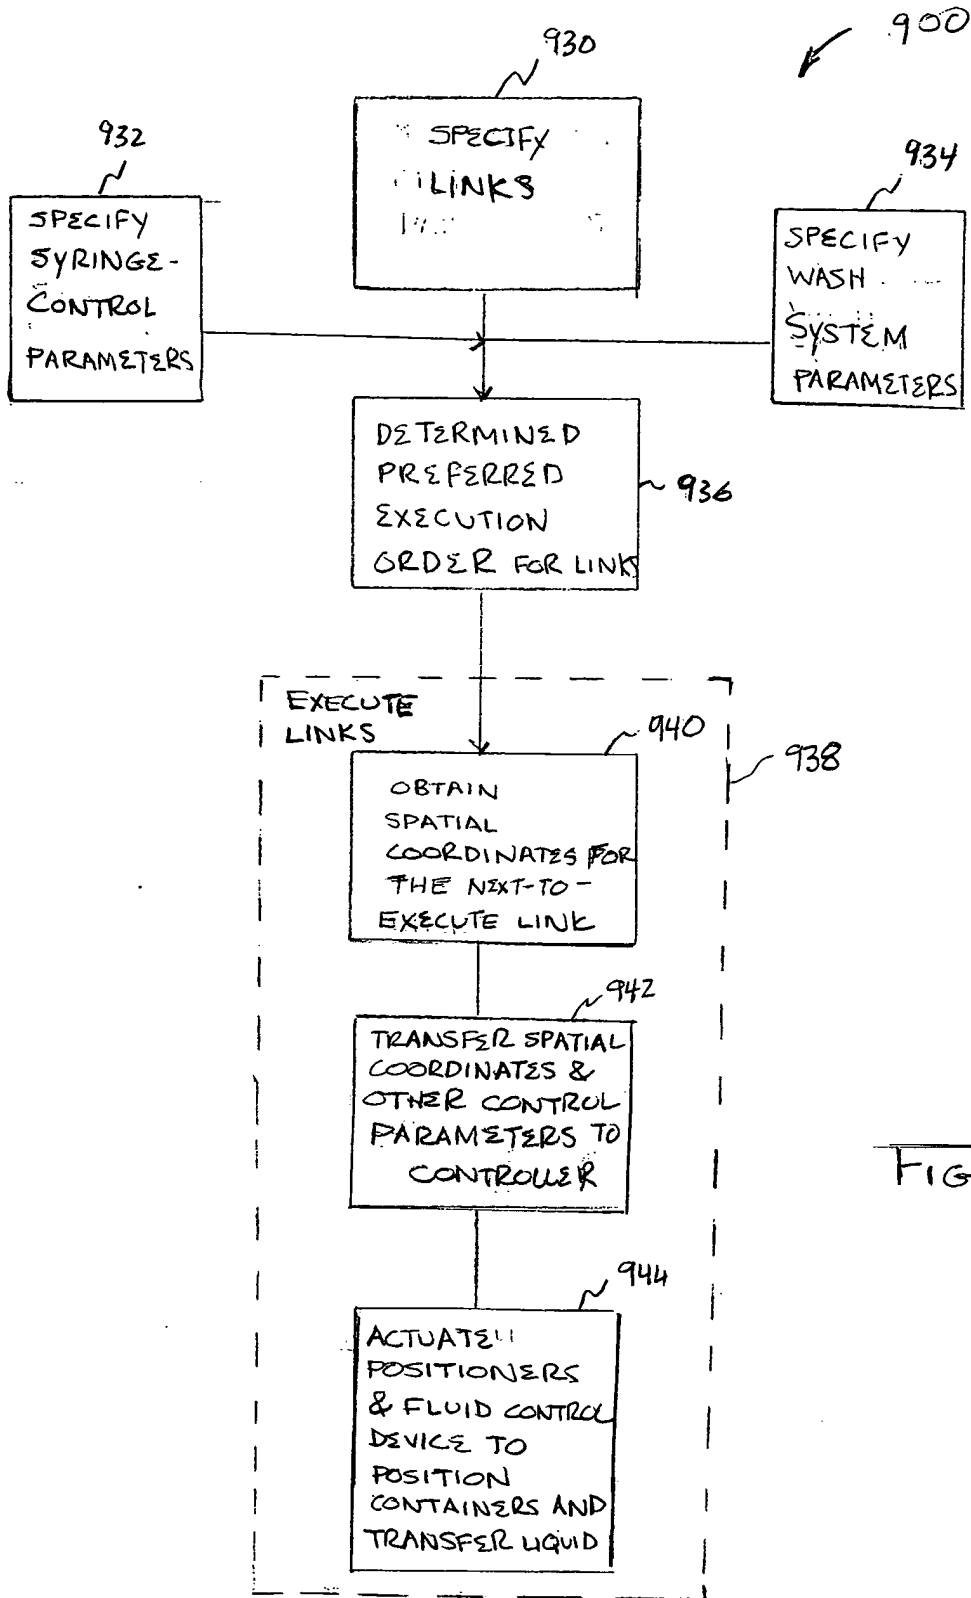 900
930
SPECIFY
LINKS
932
SPECIFY
SYRINGE-
CONTROL
PARAMETERS
934
SPECIFY
WASH
SYSTEM
PARAMETERS
DETERMINED
PREFERRED
EXECUTION
ORDER FOR LINKS
936
EXECUTE
LINKS
938
940
OBTAIN
SPATIAL
COORDINATES FOR
THE NEXT-TO-
EXECUTE LINK
942
TRANSFER SPATIAL
COORDINATES &
OTHER CONTROL
PARAMETERS TO
CONTROLLER
FIG
944
ACTUATE
POSITIONERS
& FLUID CONTROL
DEVICE TO
POSITION
CONTAINERS AND
TRANSFER LIQUID